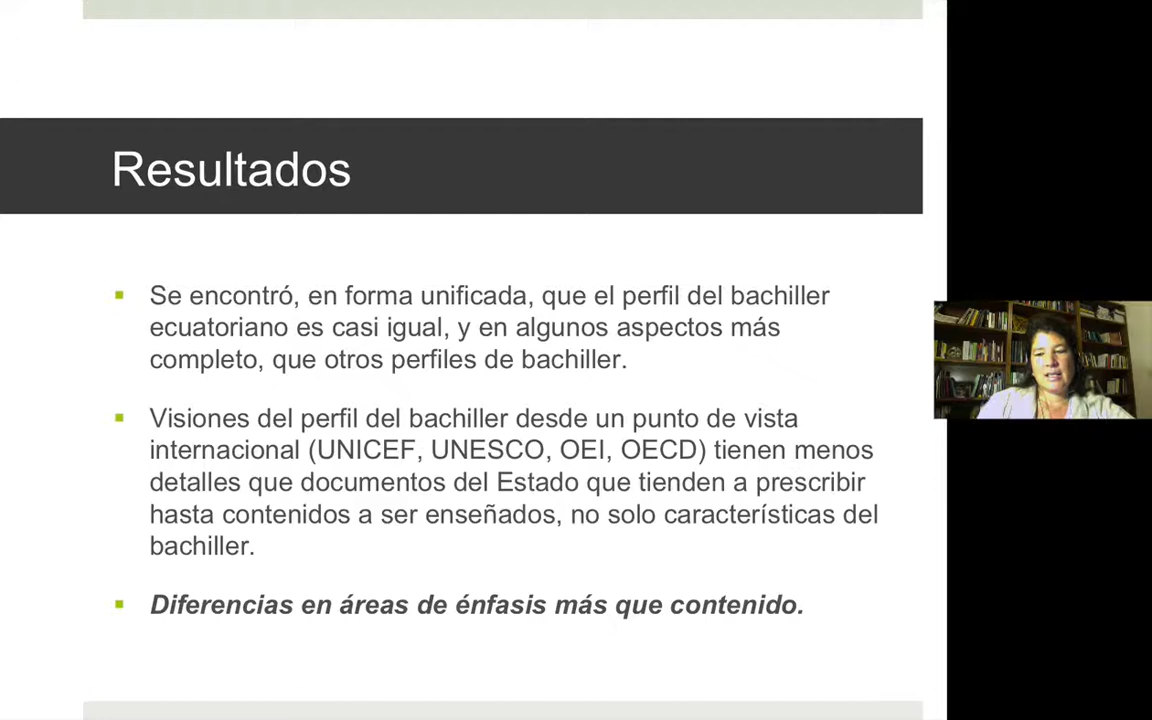 Resultados
Se encontró, en forma unificada, que el perfil del bachiller
ecuatoriano es casi igual, y en algunos aspectos más
completo, que otros perfiles de bachiller.
Visiones del perfil del bachiller desde un punto de vista
internacional (UNICEF, UNESCO, OEI, OECD) tienen menos
detalles que documentos del Estado que tienden a prescribir
hasta contenidos a ser enseñados, no solo características del
bachiller.
Diferencias en áreas de énfasis más que contenido.